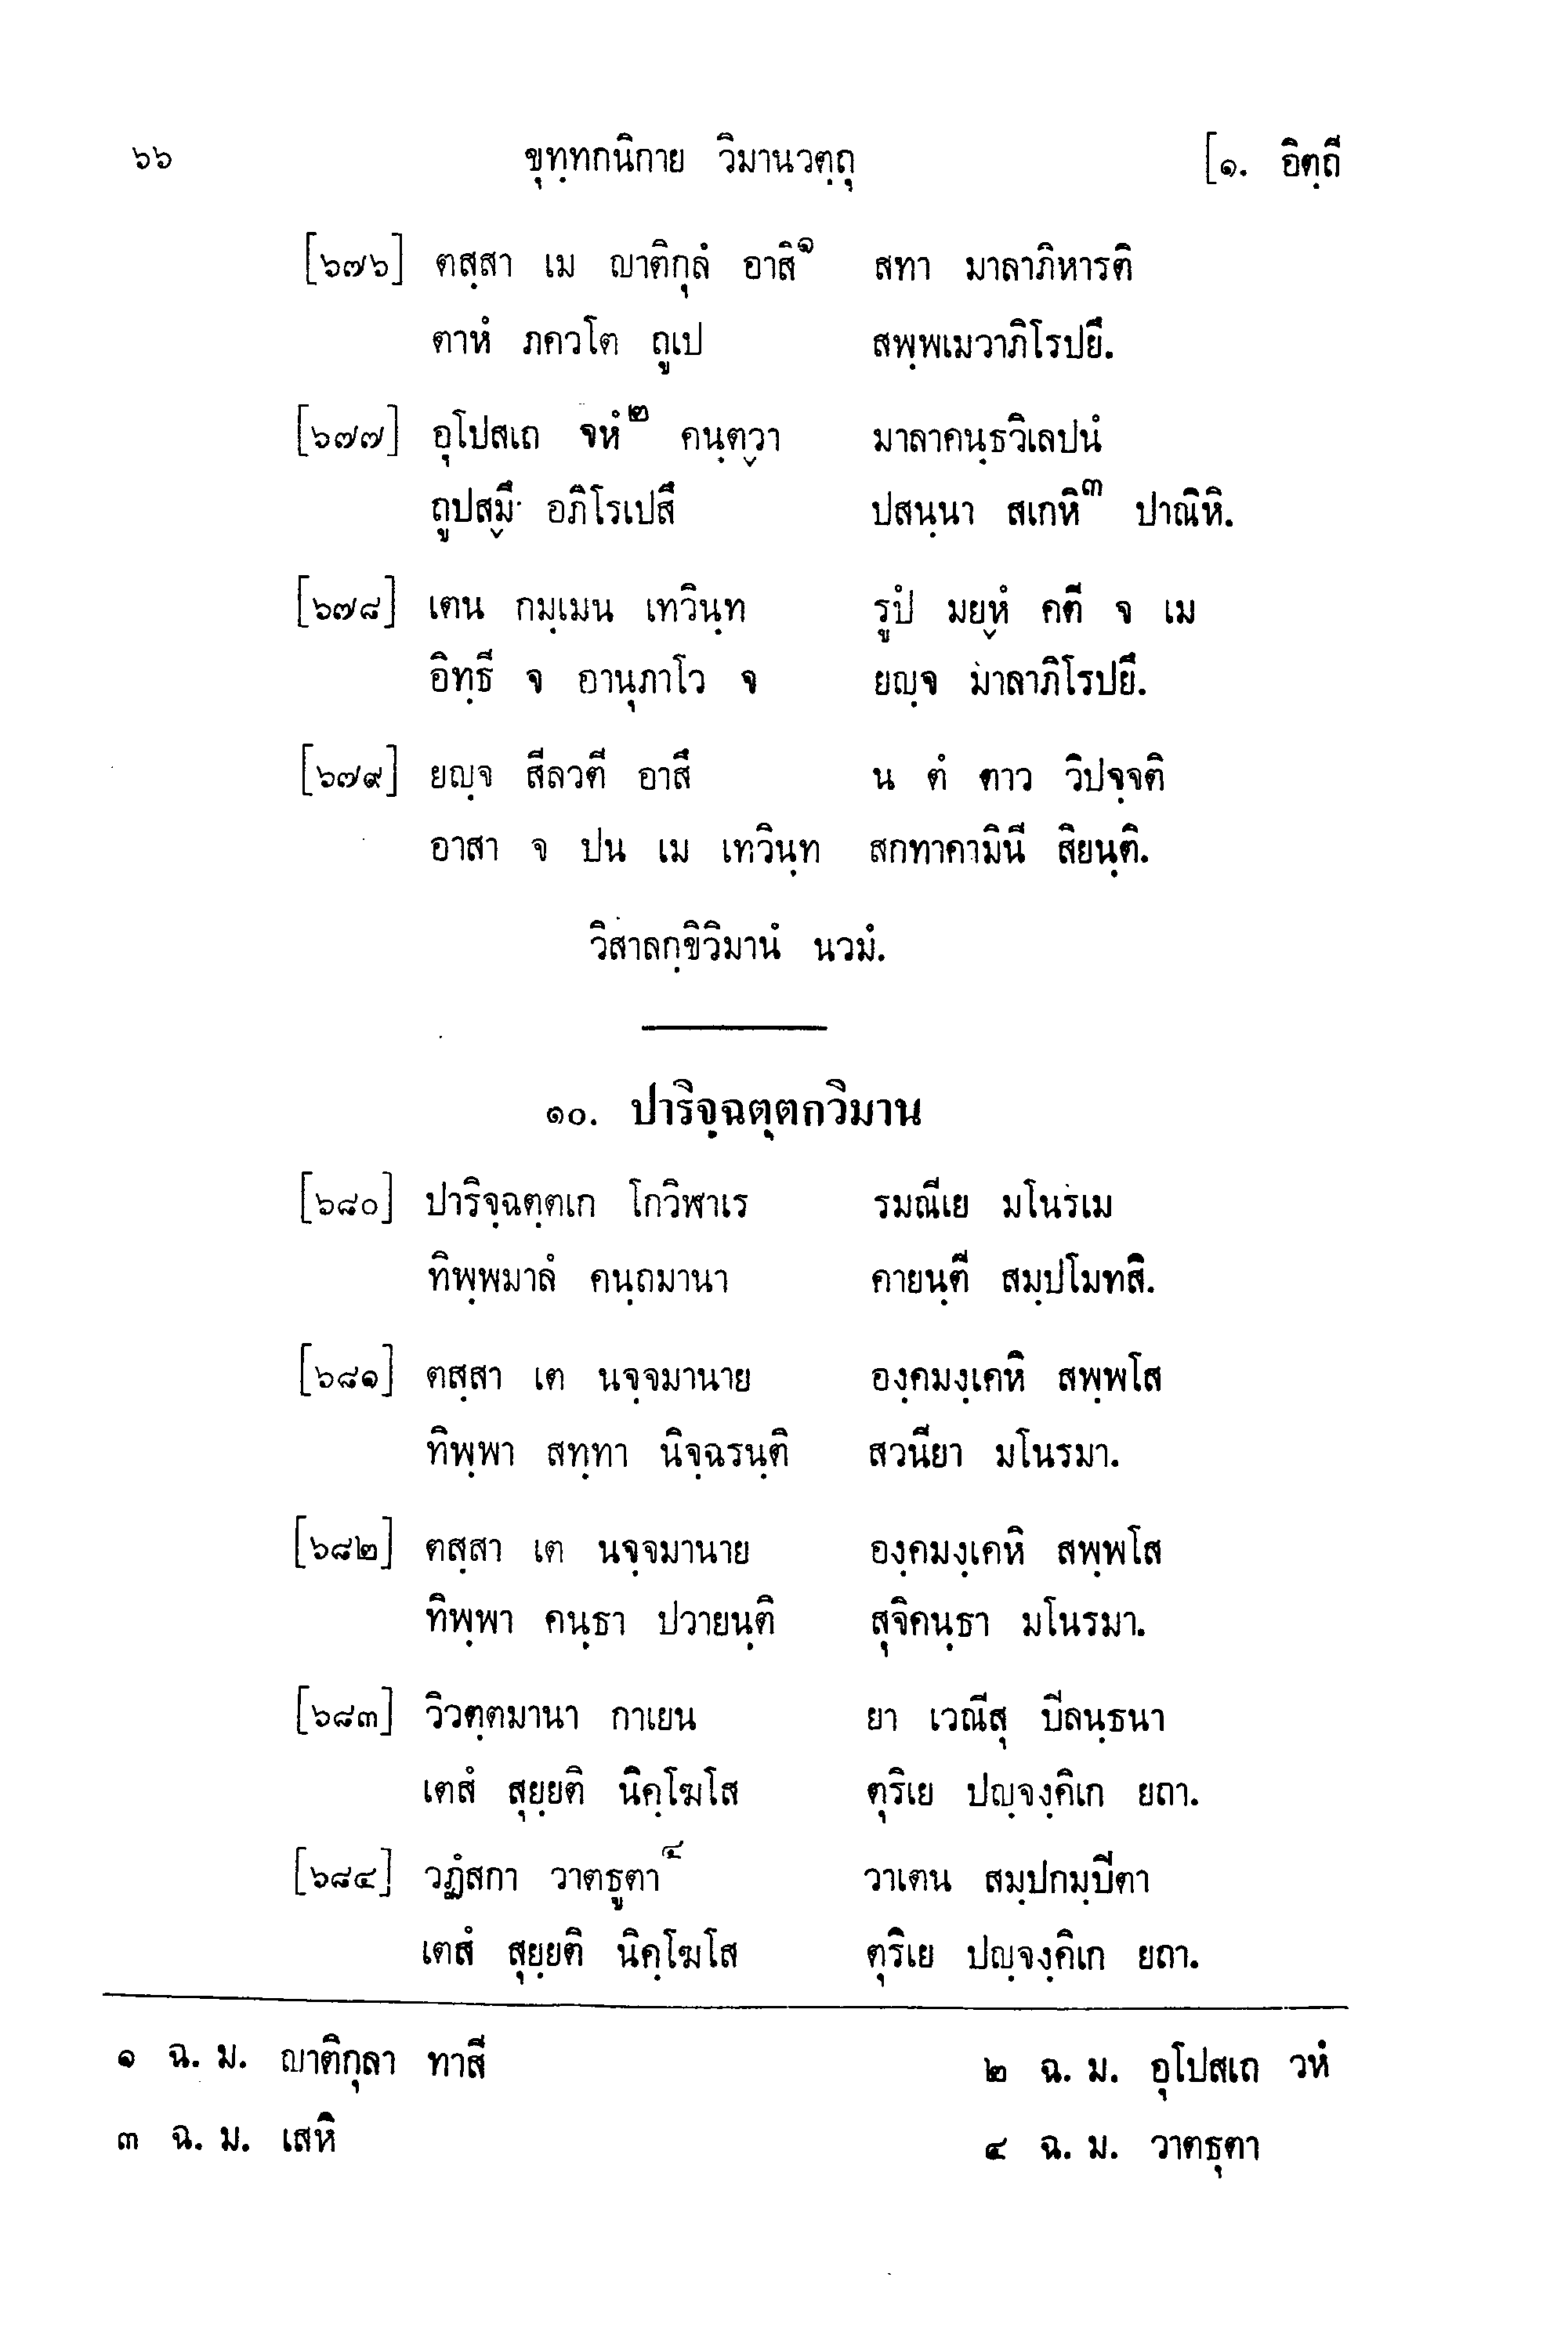 ๖๖ ขุทฺทกนิกาย วิมานวตฺถุ [๑. อิตฺถี
[๖๗๖] ตสฺสา เม ญาติกุลํ อาสิ๑ สทา มาลาภิหารติ
ตาหํ ภควโต ถูเป สพฺพเมวาภิโรปยึ.
[๖๗๗] อุโปสเถ จหํ๒ คนฺตฺวา มาลาคนฺธวิเลปนํ
ถูปสฺมึ อภิโรเปสึ ปสนฺนา สเกหิ๓ ปาณิหิ.
[๖๗๘] เตน กมฺเมน เทวินฺท รูปํ มยฺหํ คตี จ เม
อิทฺธี จ อานุภาโว จ ยญฺจ มาลาภิโรปยึ.
[๖๗๙] ยญฺจ สีลวตี อาสึ น ตํ ตาว วิปจฺจติ
อาสา จ ปน เม เทวินฺท สกทาคามินี สิยนฺติ.
วิสาลกฺขิวิมานํ นวมํ.
๑๐. ปาริจฺฉตฺตกวิมาน
[๖๘๐] ปาริจฺฉตฺตเก โกวิฬาเร รมณีเย มโนรเม
ทิพฺพมาลํ คนฺถมานา คายนฺตี สมฺปโมทสิ.
[๖๘๑] ตสฺสา เต นจฺจมานาย องฺคมงฺเคหิ สพฺพโส
ทิพฺพา สทฺทา นิจฺฉรนฺติ สวนียา มโนรมา.
[๖๘๒] ตสฺสา เต นจฺจมานาย องฺคมงฺเคหิ สพฺพโส
ทิพฺพา คนฺธา ปวายนฺติ สุจิคนฺธา มโนรมา.
[๖๘๓] วิวตฺตมานา กาเยน ยา เวณีสุ ปีลนฺธนา
เตสํ สุยฺยติ นิคฺโฆโส ตุริเย ปญฺจงฺคิเก ยถา.
[๖๘๔] วฏํสกา วาตธูตา๔ วาเตน สมฺปกมฺปีตา
เตสํ สุยฺยติ นิคฺโฆโส ตุริเย ปญฺจงฺคิเก ยถา.
๑ ฉ. ม. ญาติกุลา ทาสี ๒ ฉ. ม. อุโปสเถ วหํ
๓ ฉ. ม. เสหิ ๔ ฉ. ม. วาตธุตา